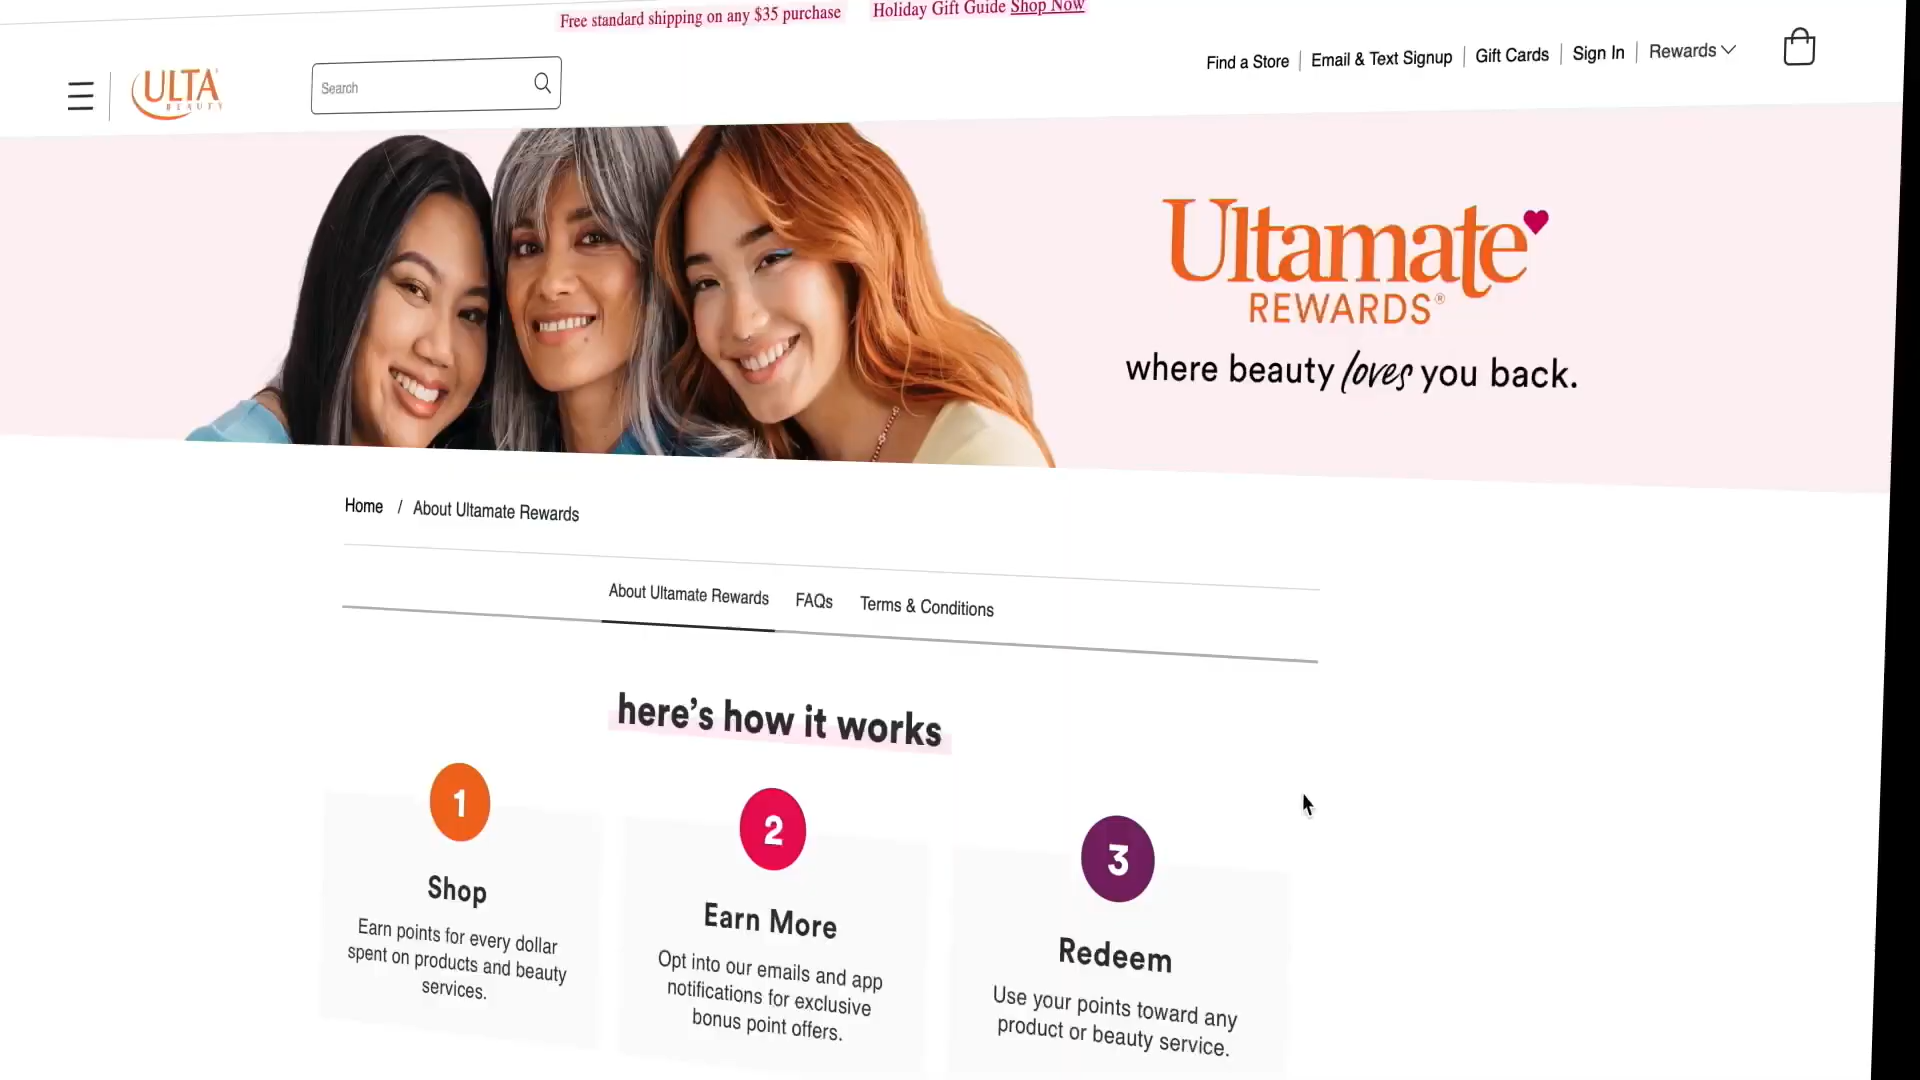 Free standard shipping on any $35 purchase Holiday Gift Guide Shop Now
ULTA
BEAUTY
Search
Find a Store Email & Text Signup Gift Cards Sign In Rewards
Ultamate
REWARDS®
where beauty loves you back.
Home / About Ultamate Rewards
About Ultamate Rewards FAQs Terms & Conditions
here's how it works
1
Shop
Earn points for every dollar
spent on products and beauty
services.
2
Earn More
Opt into our emails and app
notifications for exclusive
bonus point offers.
3
Redeem
Use your points toward any
product or beauty service.